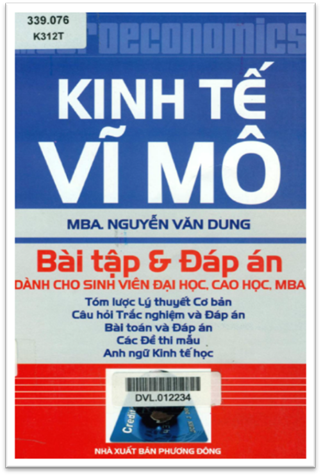 339.076
K312T
Macroeconomics
KINH TẾ
VĨ MÔ
MBA. NGUYỄN VĂN DUNG
Bài tập & Đáp án
DÀNH CHO SINH VIÊN ĐẠI HỌC, CAO HỌC, MBA
Tóm lược Lý thuyết Cơ bản
Câu hỏi Trắc nghiệm và Đáp án
Bài toán và Đáp án
Các Đề thi mẫu
Anh ngữ Kinh tế học
DVL.012234
Credit
NHÀ XUẤT BẢN PHƯƠNG ĐÔNG